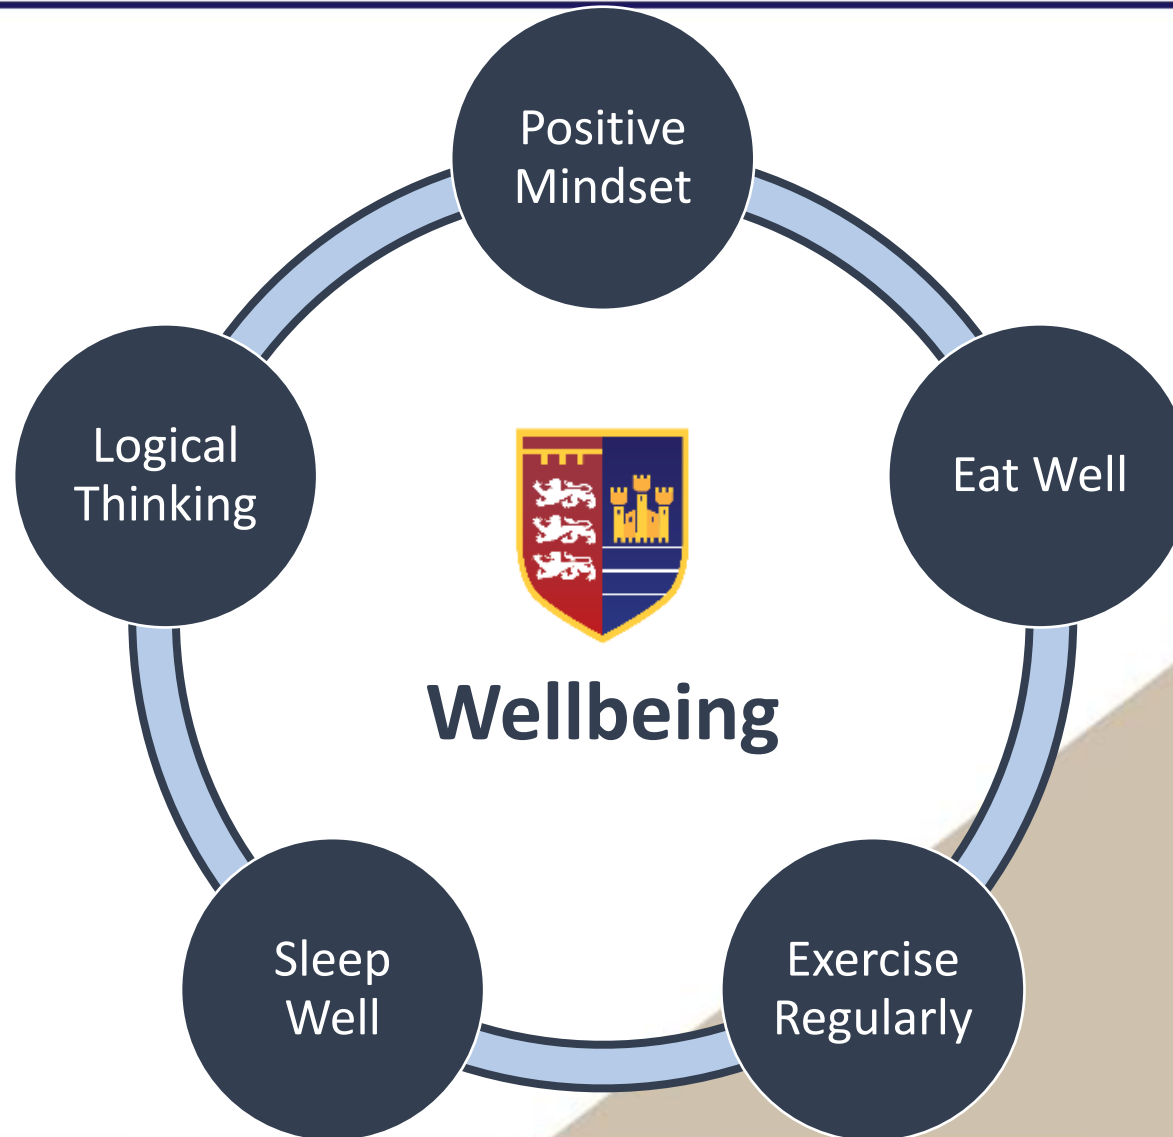 Positive
Mindset
Logical
Thinking
Eat Well
Wellbeing
Sleep
Well
Exercise
Regularly